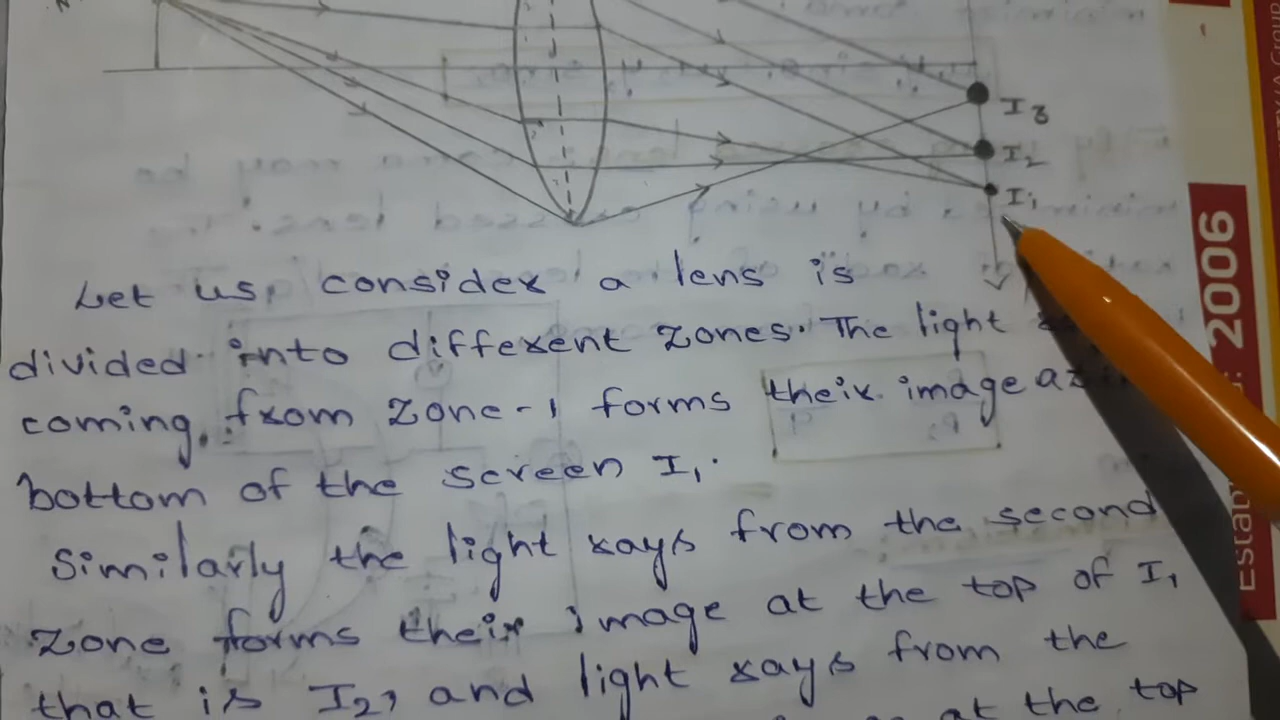 I3
I2
I1
Let us consider a lens is
divided into different zones. The light
coming from zone-1 forms their image at
bottom of the screen I1.
Similarly the light rays from the second
zone forms their image at the top of I1
that is I2, and light rays from the
at the top
2006
Estab